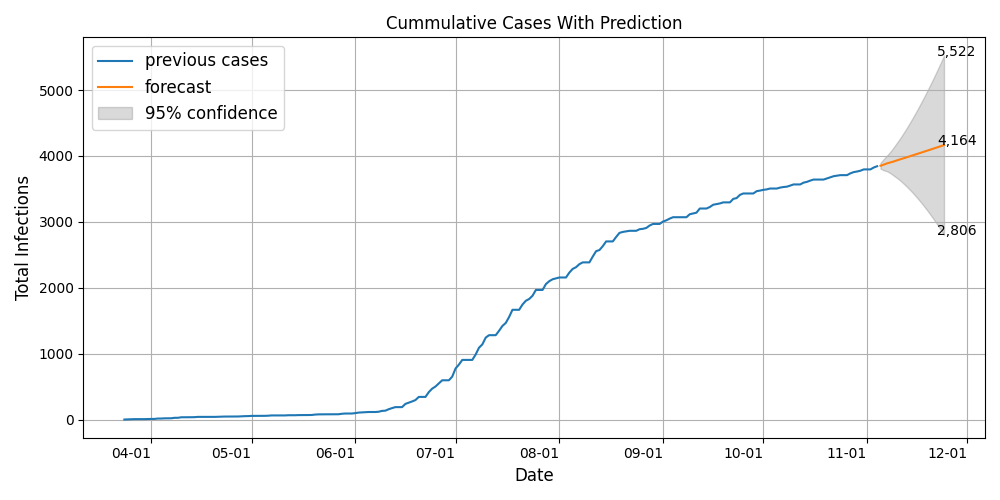 Cummulative Cases With Prediction
previous cases
forecast
95% confidence
5,522
4,164
2,806
Total Infections
5000
4000
3000
2000
1000
0
04-01 05-01 06-01 07-01 08-01 09-01 10-01 11-01 12-01
Date